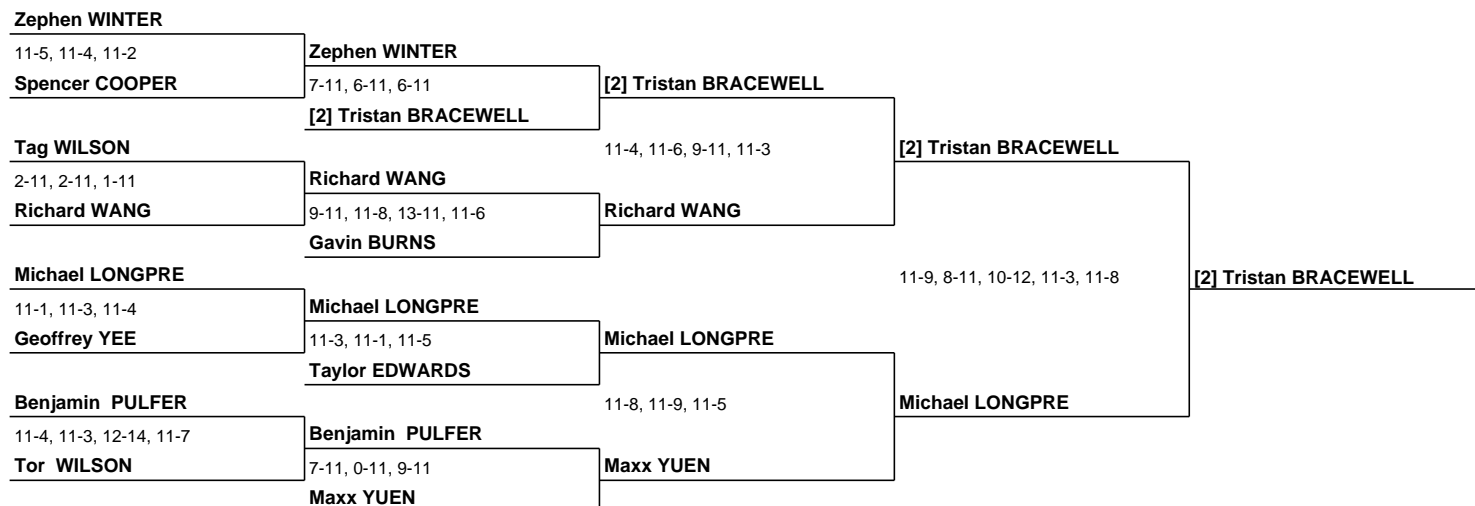 Zephen WINTER
11-5, 11-4, 11-2
Zephen WINTER
Spencer COOPER
7-11, 6-11, 6-11
[2] Tristan BRACEWELL
[2] Tristan BRACEWELL
Tag WILSON
11-4, 11-6, 9-11, 11-3
[2] Tristan BRACEWELL
2-11, 2-11, 1-11
Richard WANG
Richard WANG
9-11, 11-8, 13-11, 11-6
Richard WANG
Gavin BURNS
Michael LONGPRE
11-9, 8-11, 10-12, 11-3, 11-8
[2] Tristan BRACEWELL
11-1, 11-3, 11-4
Michael LONGPRE
Geoffrey YEE
11-3, 11-1, 11-5
Michael LONGPRE
Taylor EDWARDS
Benjamin PULFER
11-8, 11-9, 11-5
Michael LONGPRE
11-4, 11-3, 12-14, 11-7
Benjamin PULFER
Tor WILSON
7-11, 0-11, 9-11
Maxx YUEN
Maxx YUEN